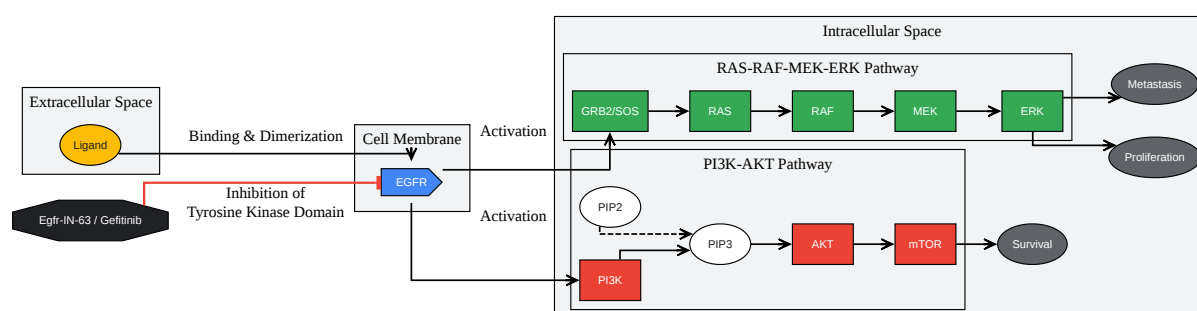 Intracellular Space
RAS-RAF-MEK-ERK Pathway
Metastasis
Extracellular Space
GRB2/SOS
RAS
RAF
MEK
ERK
Ligand
Binding & Dimerization
Cell Membrane
Activation
Proliferation
PI3K-AKT Pathway
EGFR
Inhibition of
Tyrosine Kinase Domain
Egfr-IN-63 / Gefitinib
Activation
PIP2
PIP3
AKT
mTOR
Survival
PI3K